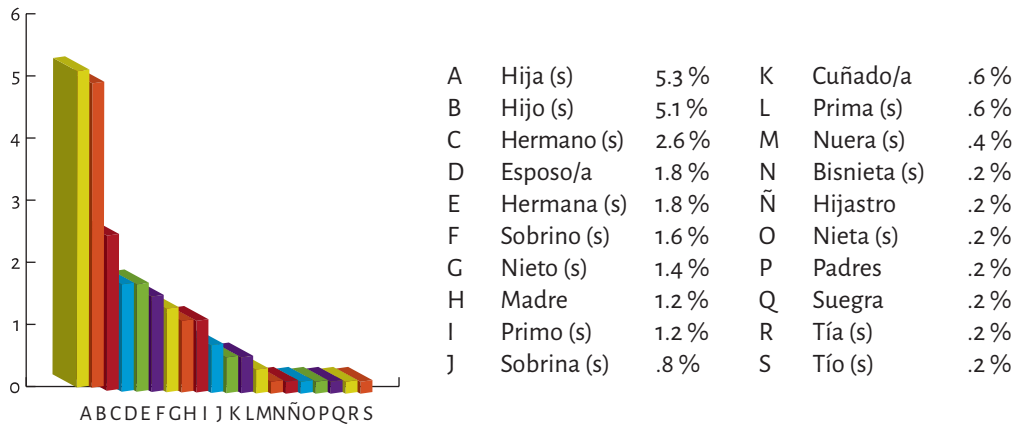 6
5
4
3
2
1
0
A B C D E F G H I J K L M N Ñ O P Q R S
A Hija (s) 5.3 %
B Hijo (s) 5.1 %
C Hermano (s) 2.6 %
D Esposo/a 1.8 %
E Hermana (s) 1.8 %
F Sobrino (s) 1.6 %
G Nieto (s) 1.4 %
H Madre 1.2 %
I Primo (s) 1.2 %
J Sobrina (s) .8 %
K Cuñado/a .6 %
L Prima (s) .6 %
M Nuera (s) .4 %
N Bisnieta (s) .2 %
Ñ Hijastro .2 %
O Nieta (s) .2 %
P Padres .2 %
Q Suegra .2 %
R Tía (s) .2 %
S Tío (s) .2 %